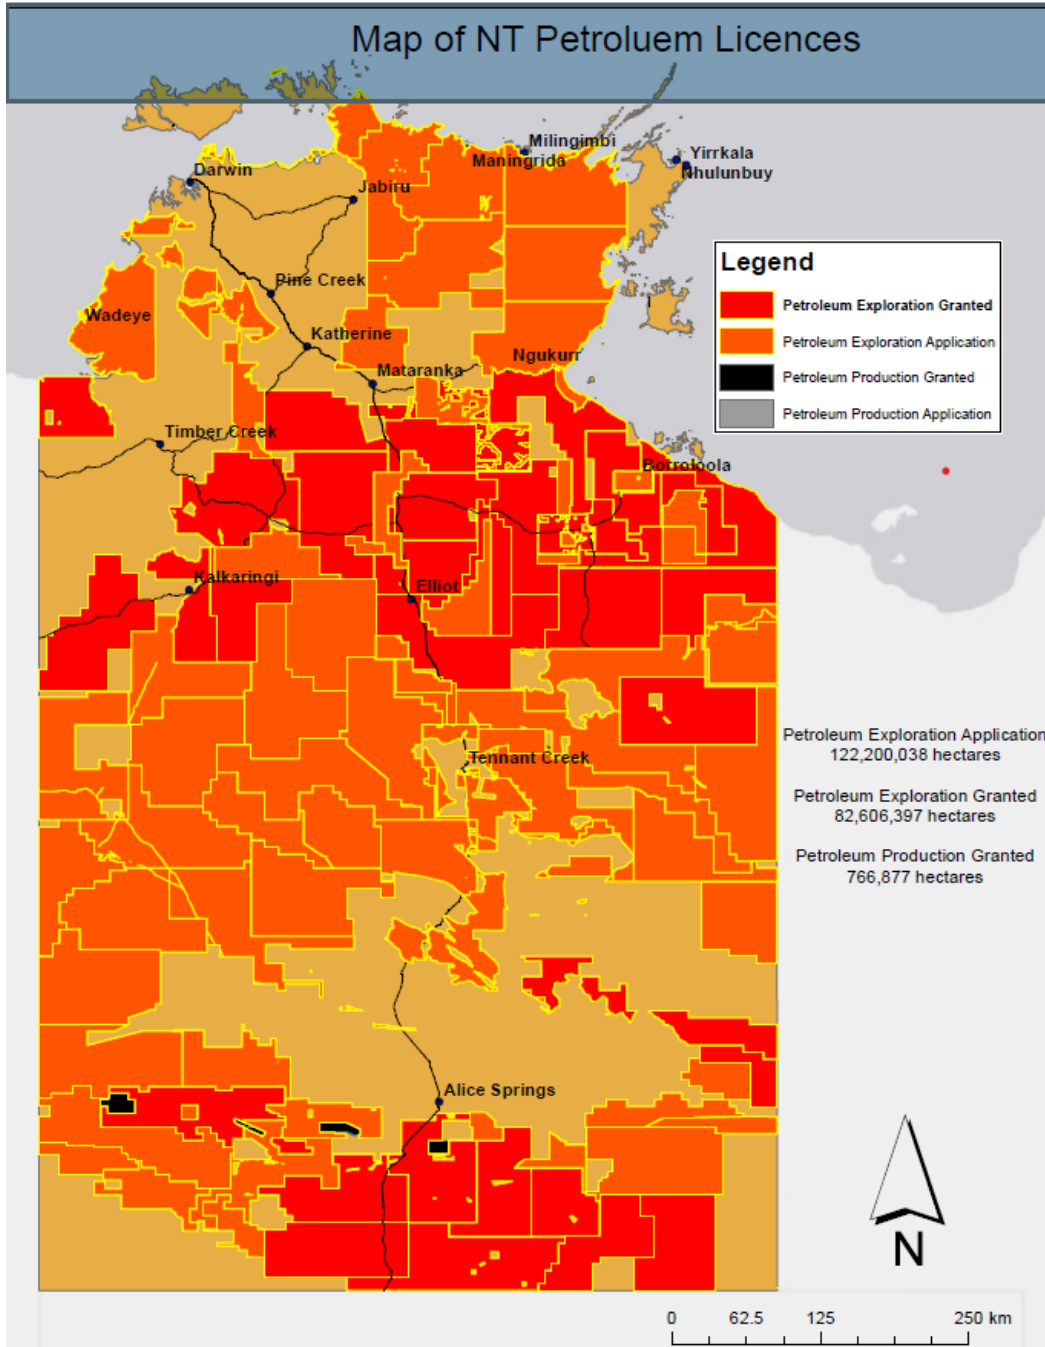 Map of NT Petroluem Licences
Milingimbi
Maningrida
Yirrkala
Nhulunbuy
Darwin
Jabiru
Legend
Pine Creek
Petroleum Exploration Granted
Wadeye
Katherine
Petroleum Exploration Application
Ngukurr
Mataranka
Petroleum Production Granted
Petroleum Production Application
Timber Creek
Borroloola
Kalkaringi
Elliot
Petroleum Exploration Application
122,200,038 hectares
Tennant Creek
Petroleum Exploration Granted
82,606,397 hectares
Petroleum Production Granted
766,877 hectares
Alice Springs
N
0 62.5 125 250 km